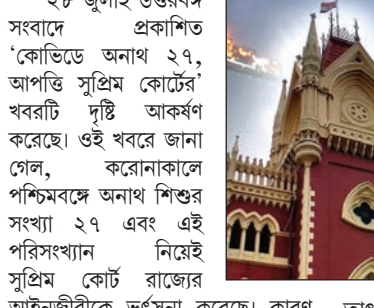 ২৮ জুলাই উত্তরবঙ্গ
সংবাদে প্রকাশিত
‘কোভিডে অনাথ ২৭,
আপত্তি সুপ্রিম কোর্টের’
খবরটি দৃষ্টি আকর্ষণ
করেছে। ওই খবরে জানা
গেল, করোনাকালে
পশ্চিমবঙ্গে অনাথ শিশুর
সংখ্যা ২৭ এবং এই
পরিসংখ্যান নিয়েই
সুপ্রিম কোর্ট রাজ্যের
আইনজীবীকে ভর্ৎসনা করেছে। কারণ,